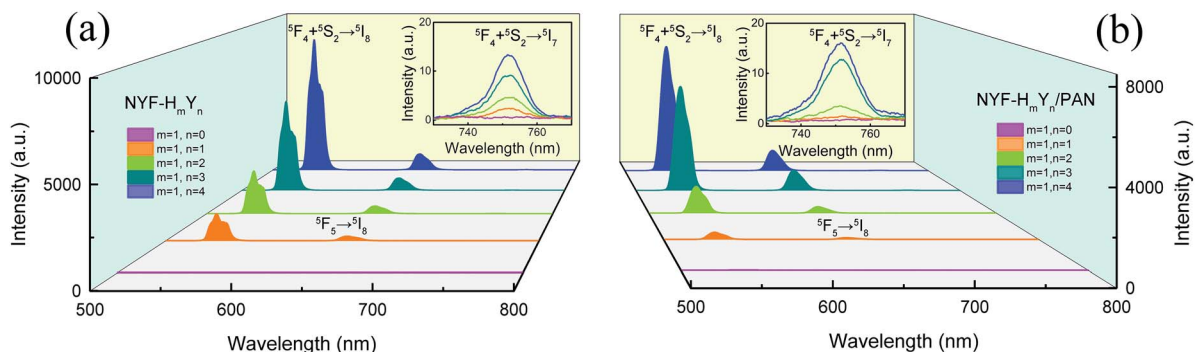 (a)
⁵F₄+⁵S₂→⁵I₈
NYF-HₘYₙ
m=1, n=0
m=1, n=1
m=1, n=2
m=1, n=3
m=1, n=4
10000
5000
0
Intensity (a.u.)
20
10
0
Intensity (a.u.)
⁵F₄+⁵S₂→⁵I₇
740
760
Wavelength (nm)
⁵F₅→⁵I₈
500
600
700
800
Wavelength (nm)
(b)
⁵F₄+⁵S₂→⁵I₈
20
10
0
Intensity (a.u.)
⁵F₄+⁵S₂→⁵I₇
740
760
Wavelength (nm)
NYF-HₘYₙ/PAN
m=1,n=0
m=1,n=1
m=1,n=2
m=1,n=3
m=1,n=4
8000
4000
0
Intensity (a.u.)
⁵F₅→⁵I₈
500
600
700
800
Wavelength (nm)